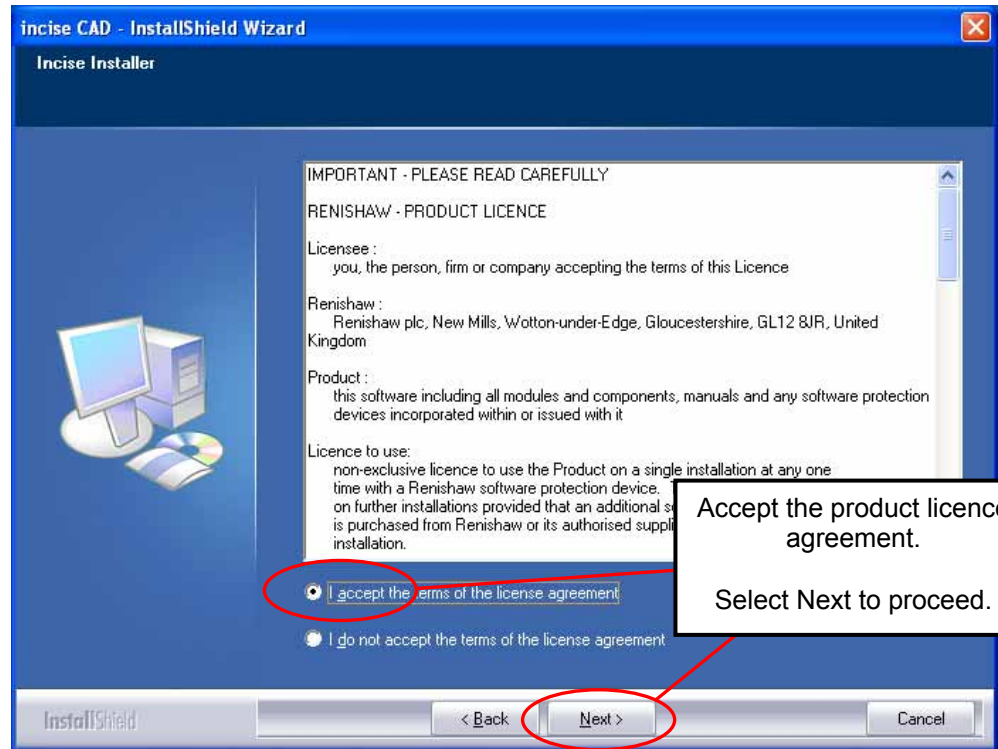 incise CAD - InstallShield Wizard
Incise Installer
IMPORTANT - PLEASE READ CAREFULLY
RENISHAW - PRODUCT LICENCE
Licensee :
you, the person, firm or company accepting the terms of this Licence
Renishaw :
Renishaw plc, New Mills, Wotton-under-Edge, Gloucestershire, GL12 8JR, United
Kingdom
Product :
this software including all modules and components, manuals and any software protection
devices incorporated within or issued with it
Licence to use:
non-exclusive licence to use the Product on a single installation at any one
time with a Renishaw software protection device.
on further installations provided that an additional
is purchased from Renishaw or its authorised
installation.
Accept the product licence
agreement.
Select Next to proceed.
I accept the terms of the license agreement
I do not accept the terms of the license agreement
InstallShield
< Back
Next >
Cancel